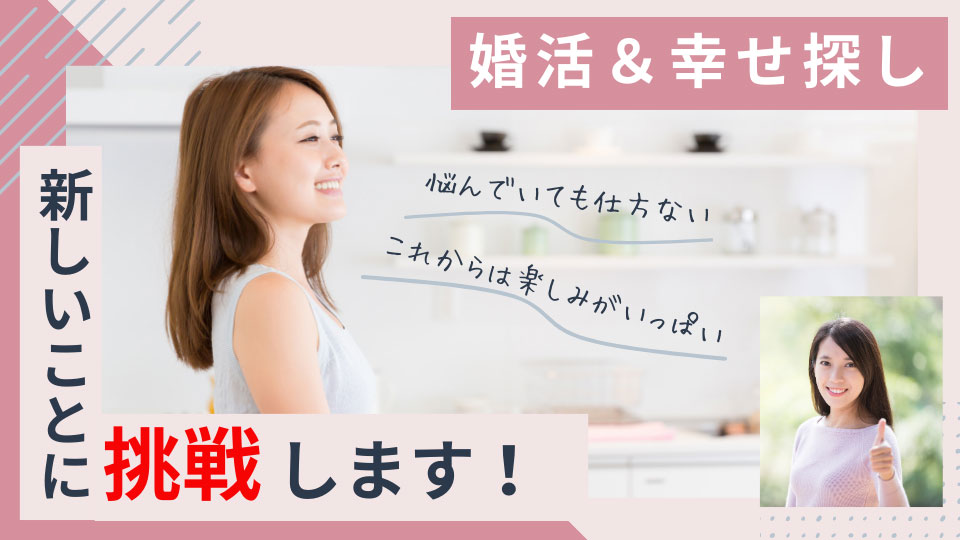 婚活＆幸せ探し
悩んでいても仕方ない
これからは楽しみがいっぱい
新しいことに
挑戦します！